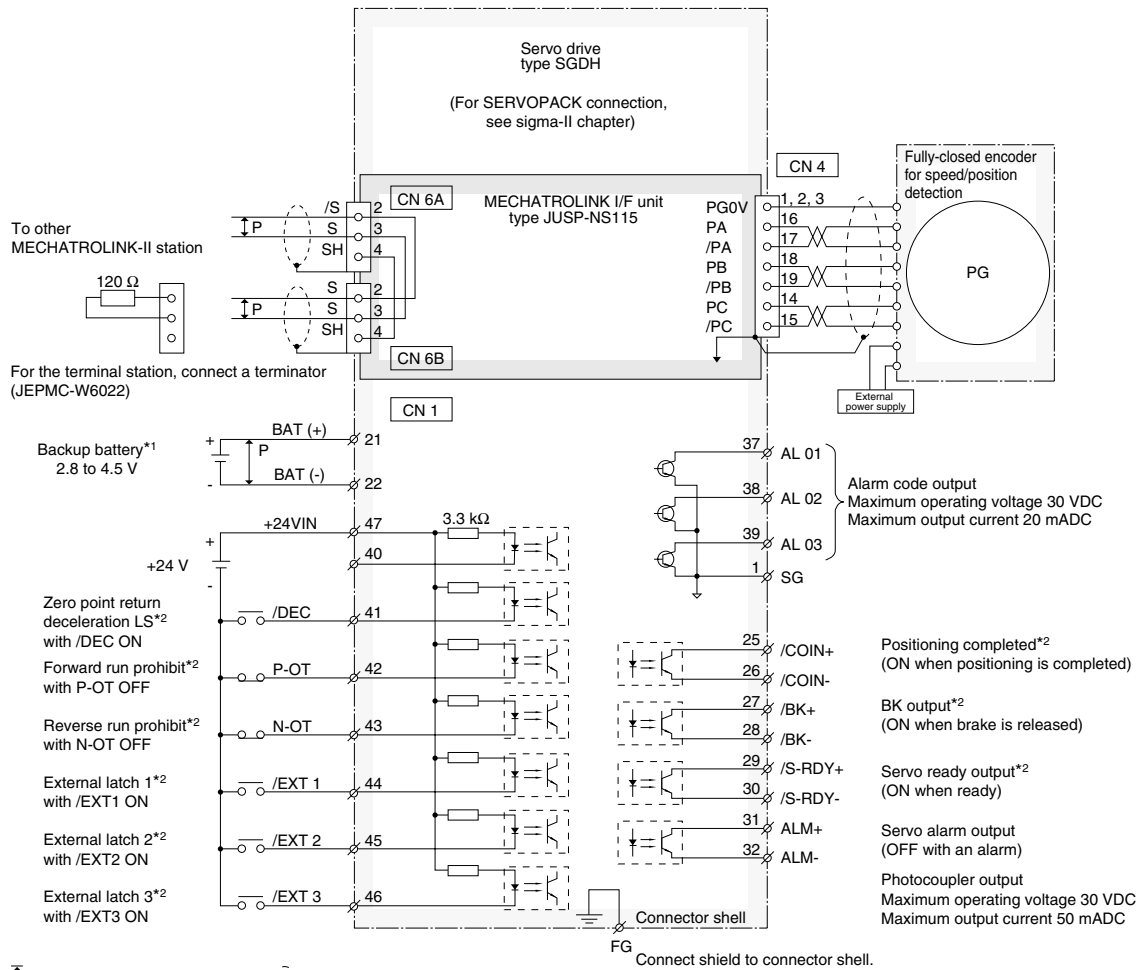 Servo drive
type SGDH
(For SERVOPACK connection,
see sigma-II chapter)
CN 4
Fully-closed encoder
for speed/position
detection
CN 6A
MECHATROLINK I/F unit
type JUSP-NS115
To other
MECHATROLINK-II station
P
/S
S
SH
2
3
4
120 Ω
P
S
S
SH
2
3
4
CN 6B
PG0V
PA
/PA
PB
/PB
PC
/PC
1, 2, 3
16
17
18
19
14
15
PG
External
power supply
For the terminal station, connect a terminator
(JEPMC-W6022)
CN 1
Backup battery*1
2.8 to 4.5 V
+
-
BAT (+)
P
BAT (-)
21
22
37
AL 01
38
AL 02
39
AL 03
1
SG
Alarm code output
Maximum operating voltage 30 VDC
Maximum output current 20 mADC
+24VIN
47
3.3 kΩ
40
+
+24 V
-
Zero point return
deceleration LS*2
with /DEC ON
/DEC
41
Forward run prohibit*2
with P-OT OFF
P-OT
42
Reverse run prohibit*2
with N-OT OFF
N-OT
43
External latch 1*2
with /EXT1 ON
/EXT 1
44
External latch 2*2
with /EXT2 ON
/EXT 2
45
External latch 3*2
with /EXT3 ON
/EXT 3
46
25
/COIN+
26
/COIN-
Positioning completed*2
(ON when positioning is completed)
27
/BK+
28
/BK-
BK output*2
(ON when brake is released)
29
/S-RDY+
30
/S-RDY-
Servo ready output*2
(ON when ready)
31
ALM+
32
ALM-
Servo alarm output
(OFF with an alarm)
Photocoupler output
Maximum operating voltage 30 VDC
Maximum output current 50 mADC
Connector shell
FG
Connect shield to connector shell.